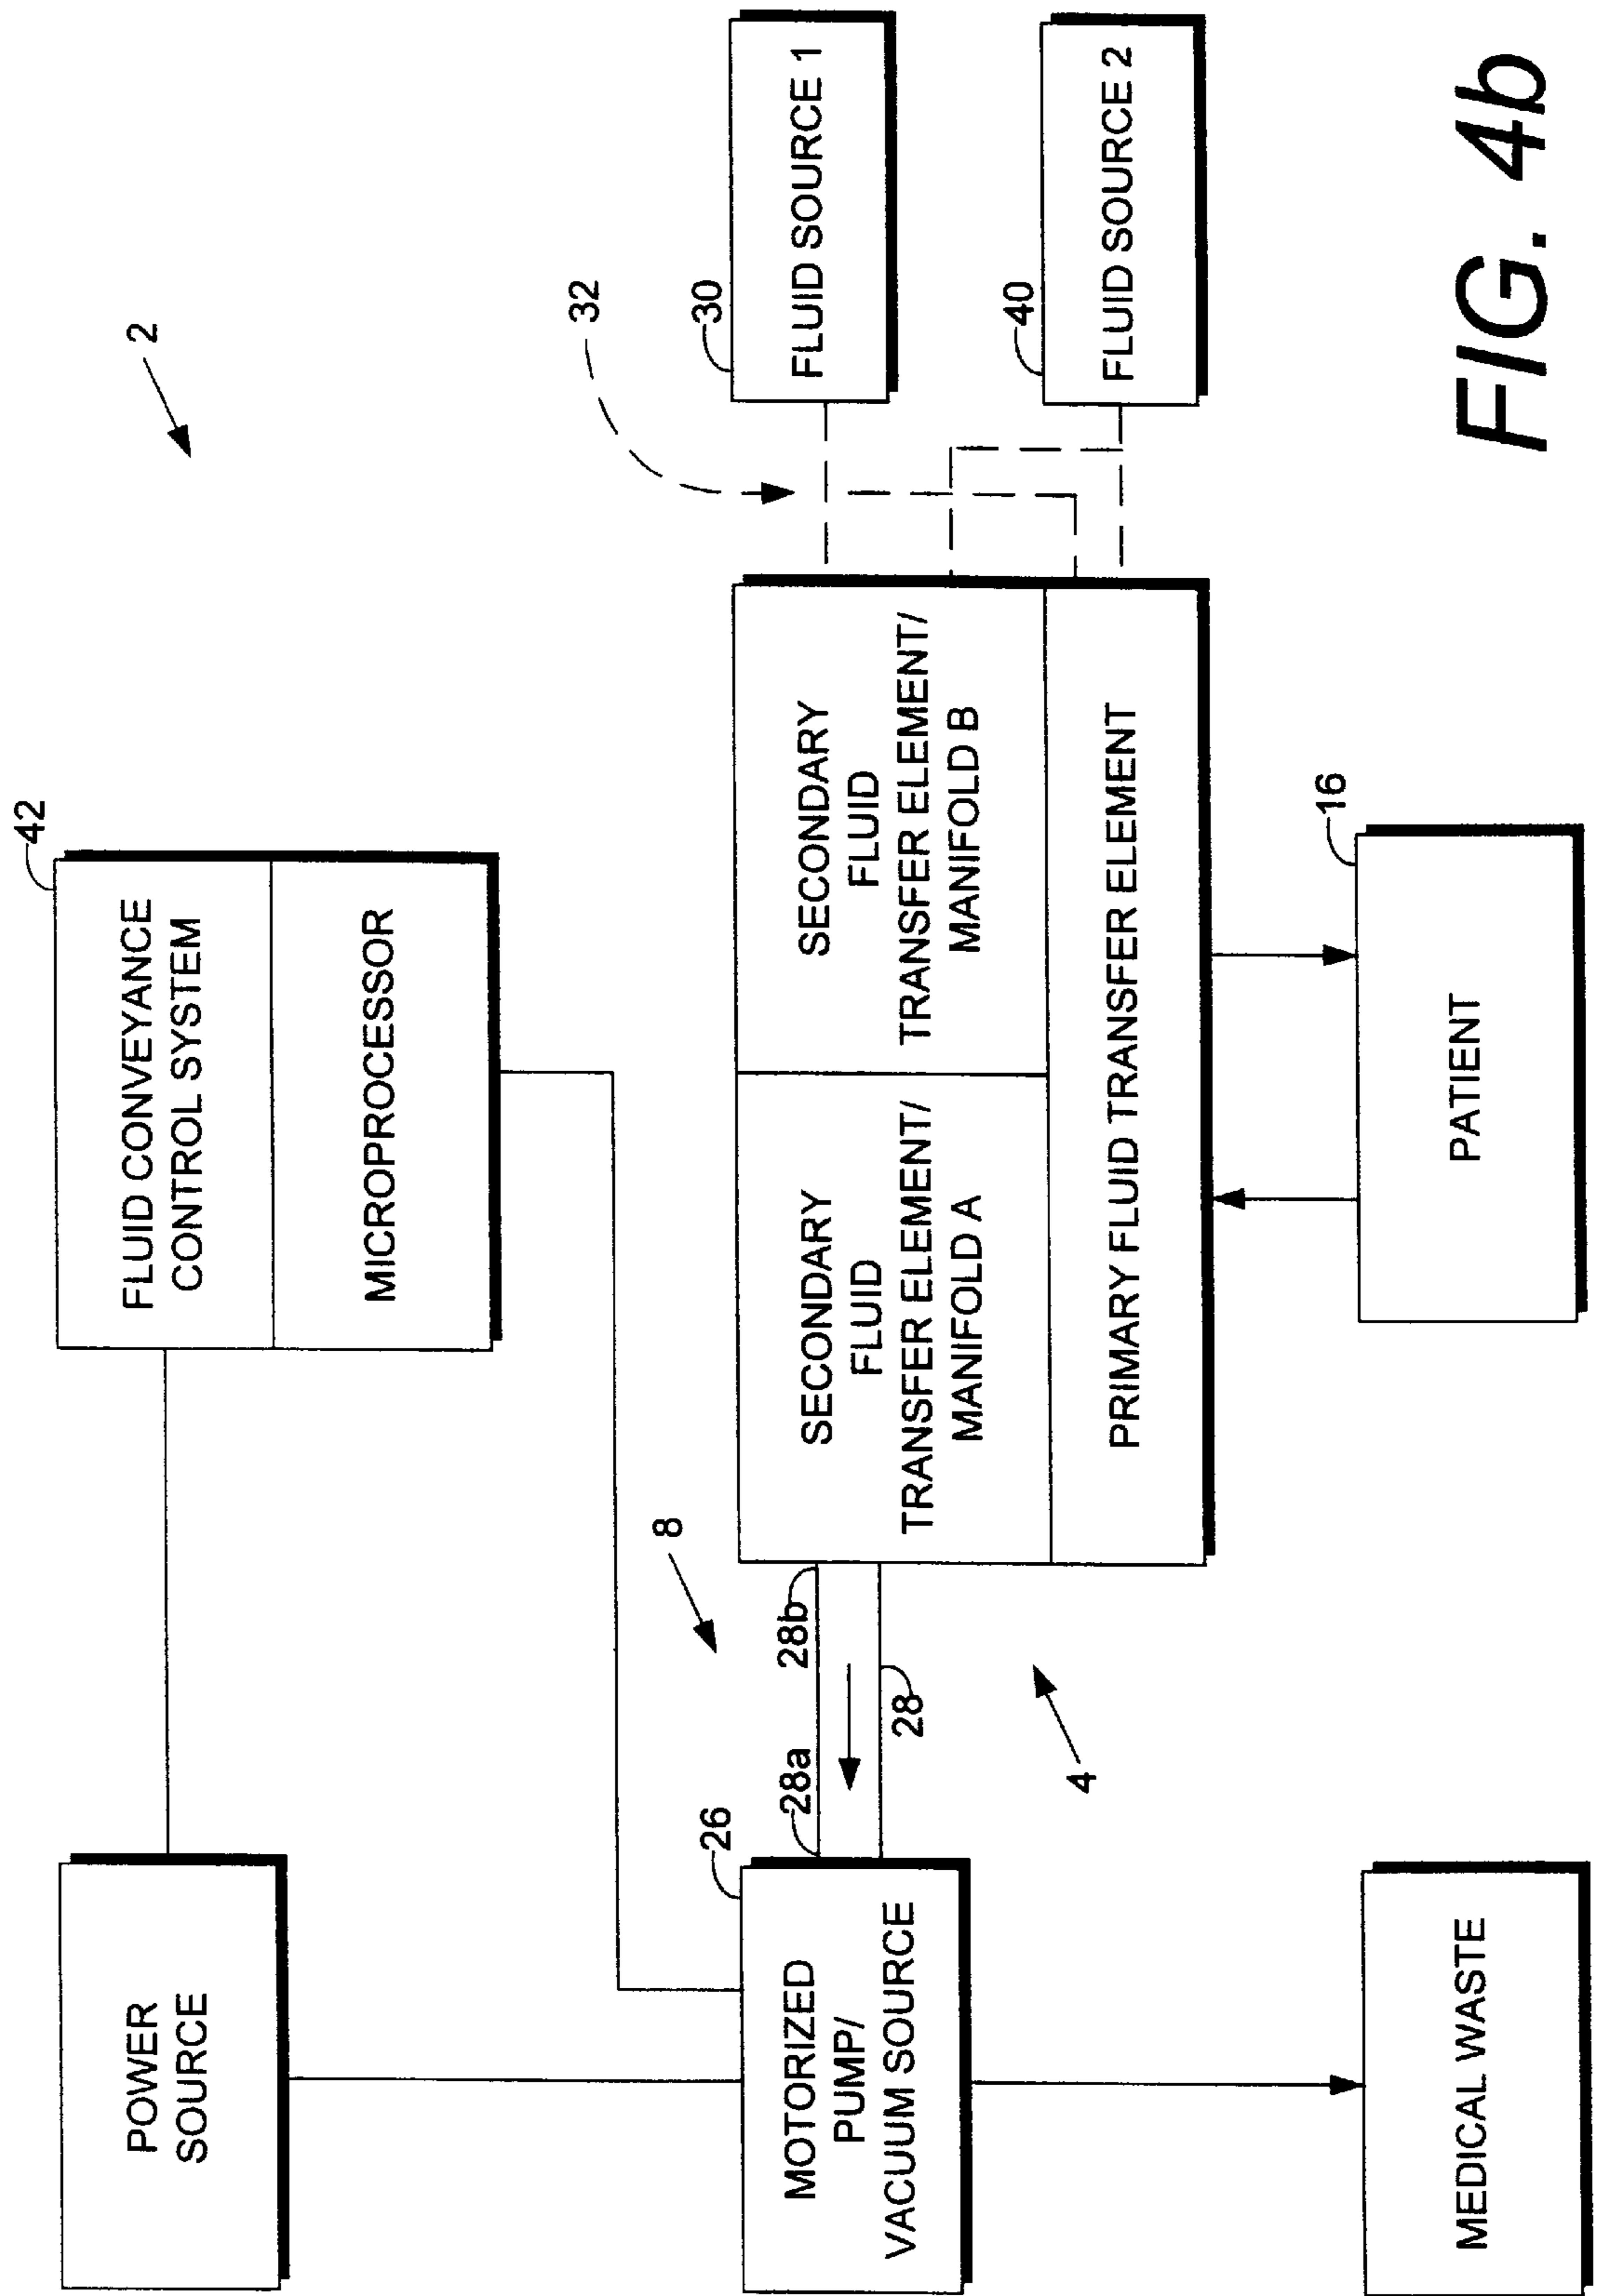 2
42
POWER
SOURCE
FLUID CONVEYANCE
CONTROL SYSTEM
MICROPROCESSOR
32
8
26
28a
28b
28
4
MOTORIZED
PUMP/
VACUUM SOURCE
SECONDARY
FLUID
TRANSFER ELEMENT/
MANIFOLD A
SECONDARY
FLUID
TRANSFER ELEMENT/
MANIFOLD B
PRIMARY FLUID TRANSFER ELEMENT
30
FLUID SOURCE 1
40
FLUID SOURCE 2
16
MEDICAL WASTE
PATIENT
FIG. 4b